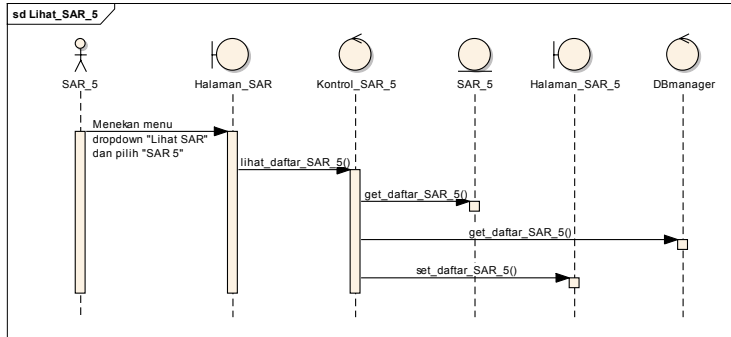 sd Lihat_SAR_5
SAR_5
Halaman_SAR
Kontrol_SAR_5
SAR_5
Halaman_SAR_5
DBmanager
Menekan menu
dropdown "Lihat SAR"
dan pilih "SAR 5"
lihat_daftar_SAR_5()
get_daftar_SAR_5()
get_daftar_SAR_5()
set_daftar_SAR_5()